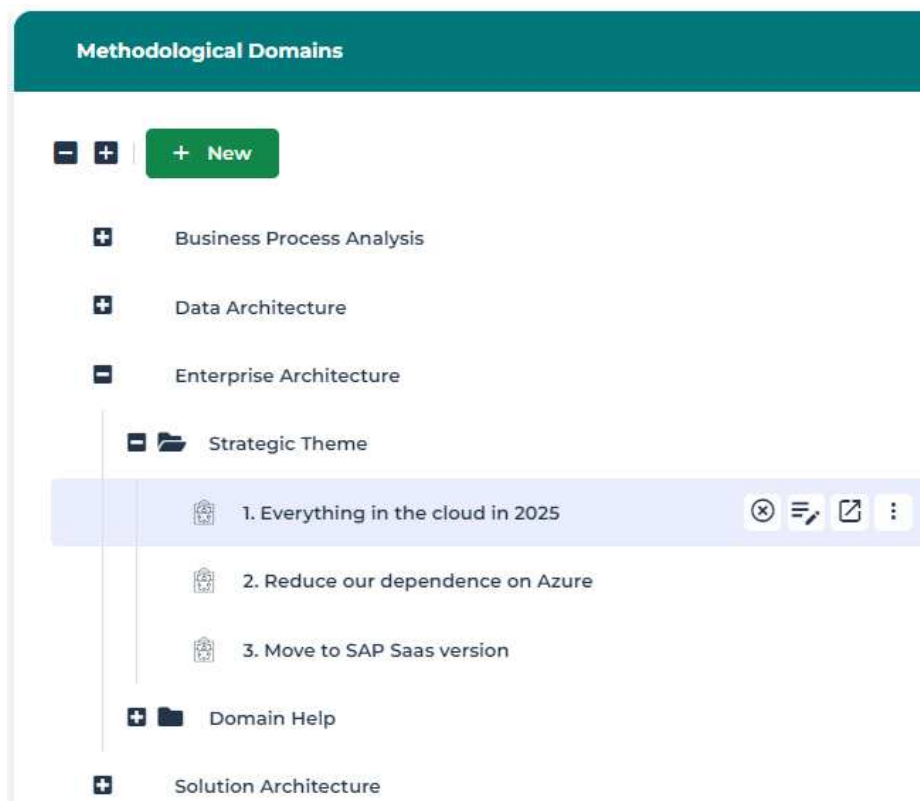 Methodological Domains
+ New
Business Process Analysis
Data Architecture
Enterprise Architecture
Strategic Theme
1. Everything in the cloud in 2025
2. Reduce our dependence on Azure
3. Move to SAP Saas version
Domain Help
Solution Architecture